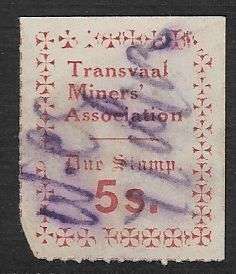 Transvaal
Miners'
Association
Due Stamp.
5s.